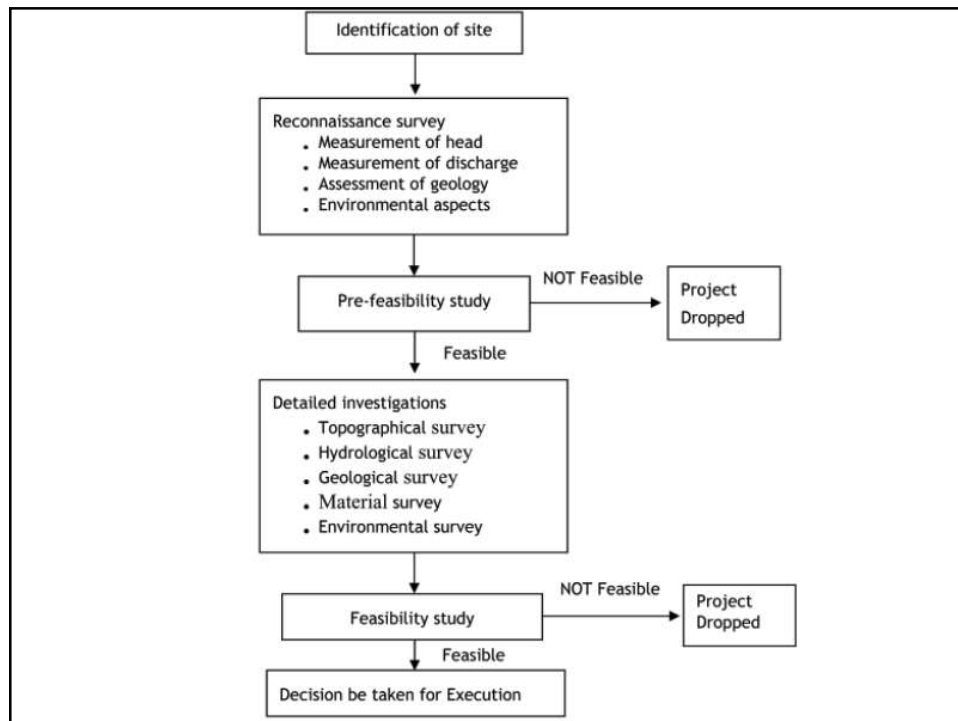 Identification of site
Reconnaissance survey
• Measurement of head
• Measurement of discharge
• Assessment of geology
• Environmental aspects
Pre-feasibility study
NOT Feasible
Project
Dropped
Feasible
Detailed investigations
• Topographical survey
• Hydrological survey
• Geological survey
• Material survey
• Environmental survey
Feasibility study
NOT Feasible
Project
Dropped
Feasible
Decision be taken for Execution